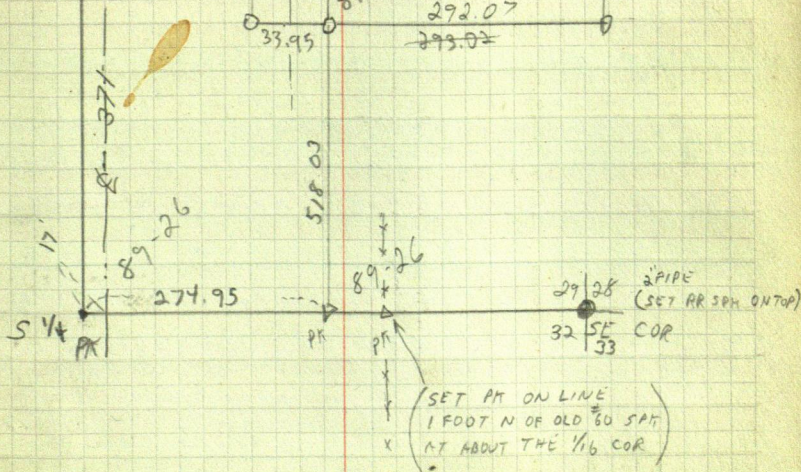 292.07
33.95
293.02
371
518.03
17'
89-26
89-26
274.95
29 28
2" PIPE
(SET RR SPK ON TOP)
S 1/4
PK
PK
PK
32 SE COR
33
(SET PK ON LINE
1 FOOT N OF OLD #60 SPK
AT ABOUT THE 1/16 COR)